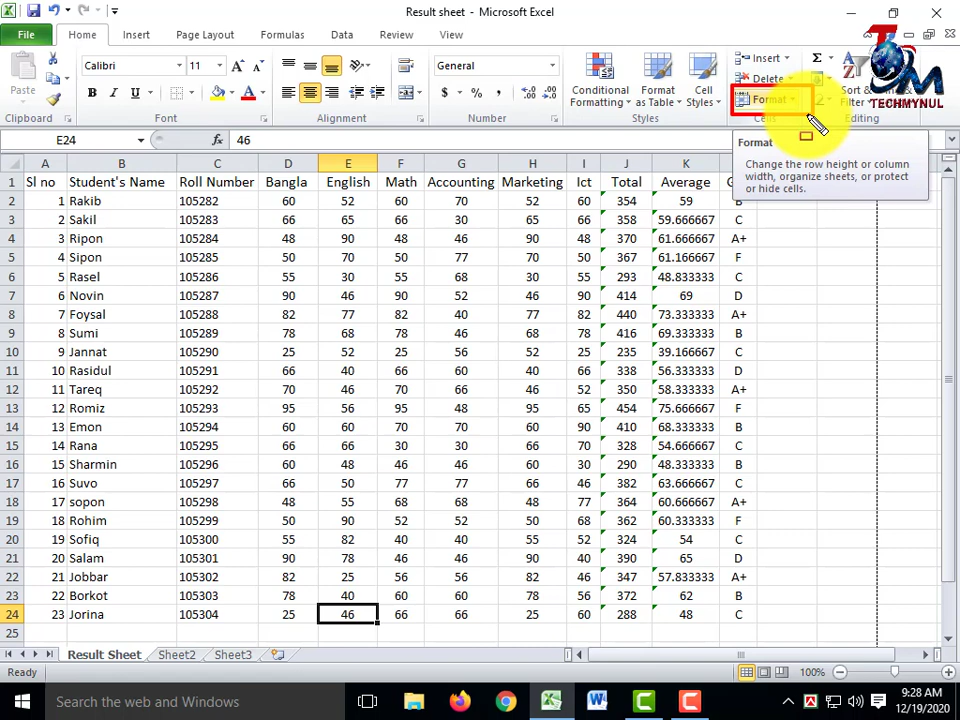 Result sheet - Microsoft Excel
File Home Insert Page Layout Formulas Data Review View
Paste
Calibri 11
B I U
General
$ % ,
Conditional Formatting
Format as Table
Cell Styles
Insert
Delete
Format
Σ
Sort &
Filter
TECHMYNUL
Clipboard Font Alignment Number Styles Cells Editing
E24 fx 46
Format
Change the row height or column
width, organize sheets, or protect
or hide cells.
A B C D E F G H I J K
1 Sl no Student's Name Roll Number Bangla English Math Accounting Marketing Ict Total Average G
2 1 Rakib 105282 60 52 60 70 52 60 354 59 B
3 2 Sakil 105283 66 65 66 30 65 66 358 59.666667 C
4 3 Ripon 105284 48 90 48 46 90 48 370 61.666667 A+
5 4 Sipon 105285 50 70 50 77 70 50 367 61.166667 F
6 5 Rasel 105286 55 30 55 68 30 55 293 48.833333 C
7 6 Novin 105287 90 46 90 52 46 90 414 69 D
8 7 Foysal 105288 82 77 82 40 77 82 440 73.333333 A+
9 8 Sumi 105289 78 68 78 46 68 78 416 69.333333 B
10 9 Jannat 105290 25 52 25 56 52 25 235 39.166667 C
11 10 Rasidul 105291 66 40 66 60 40 66 338 56.333333 D
12 11 Tareq 105292 70 46 70 66 46 52 350 58.333333 A+
13 12 Romiz 105293 95 56 95 48 95 65 454 75.666667 F
14 13 Emon 105294 60 60 70 70 60 90 410 68.333333 B
15 14 Rana 105295 66 66 30 30 66 70 328 54.666667 C
16 15 Sharmin 105296 60 48 46 46 60 30 290 48.333333 B
17 16 Suvo 105297 66 50 77 77 66 46 382 63.666667 C
18 17 sopon 105298 48 55 68 68 48 77 364 60.666667 A+
19 18 Rohim 105299 50 90 52 52 50 68 362 60.333333 F
20 19 Sofiq 105300 55 82 40 40 55 52 324 54 C
21 20 Salam 105301 90 78 46 46 90 40 390 65 D
22 21 Jobbar 105302 82 25 56 56 82 46 347 57.833333 A+
23 22 Borkot 105303 78 40 60 60 78 56 372 62 B
24 23 Jorina 105304 25 46 66 66 25 60 288 48 C
25
Result Sheet Sheet2 Sheet3
Ready 100%
Search the web and Windows
9:28 AM
12/19/2020